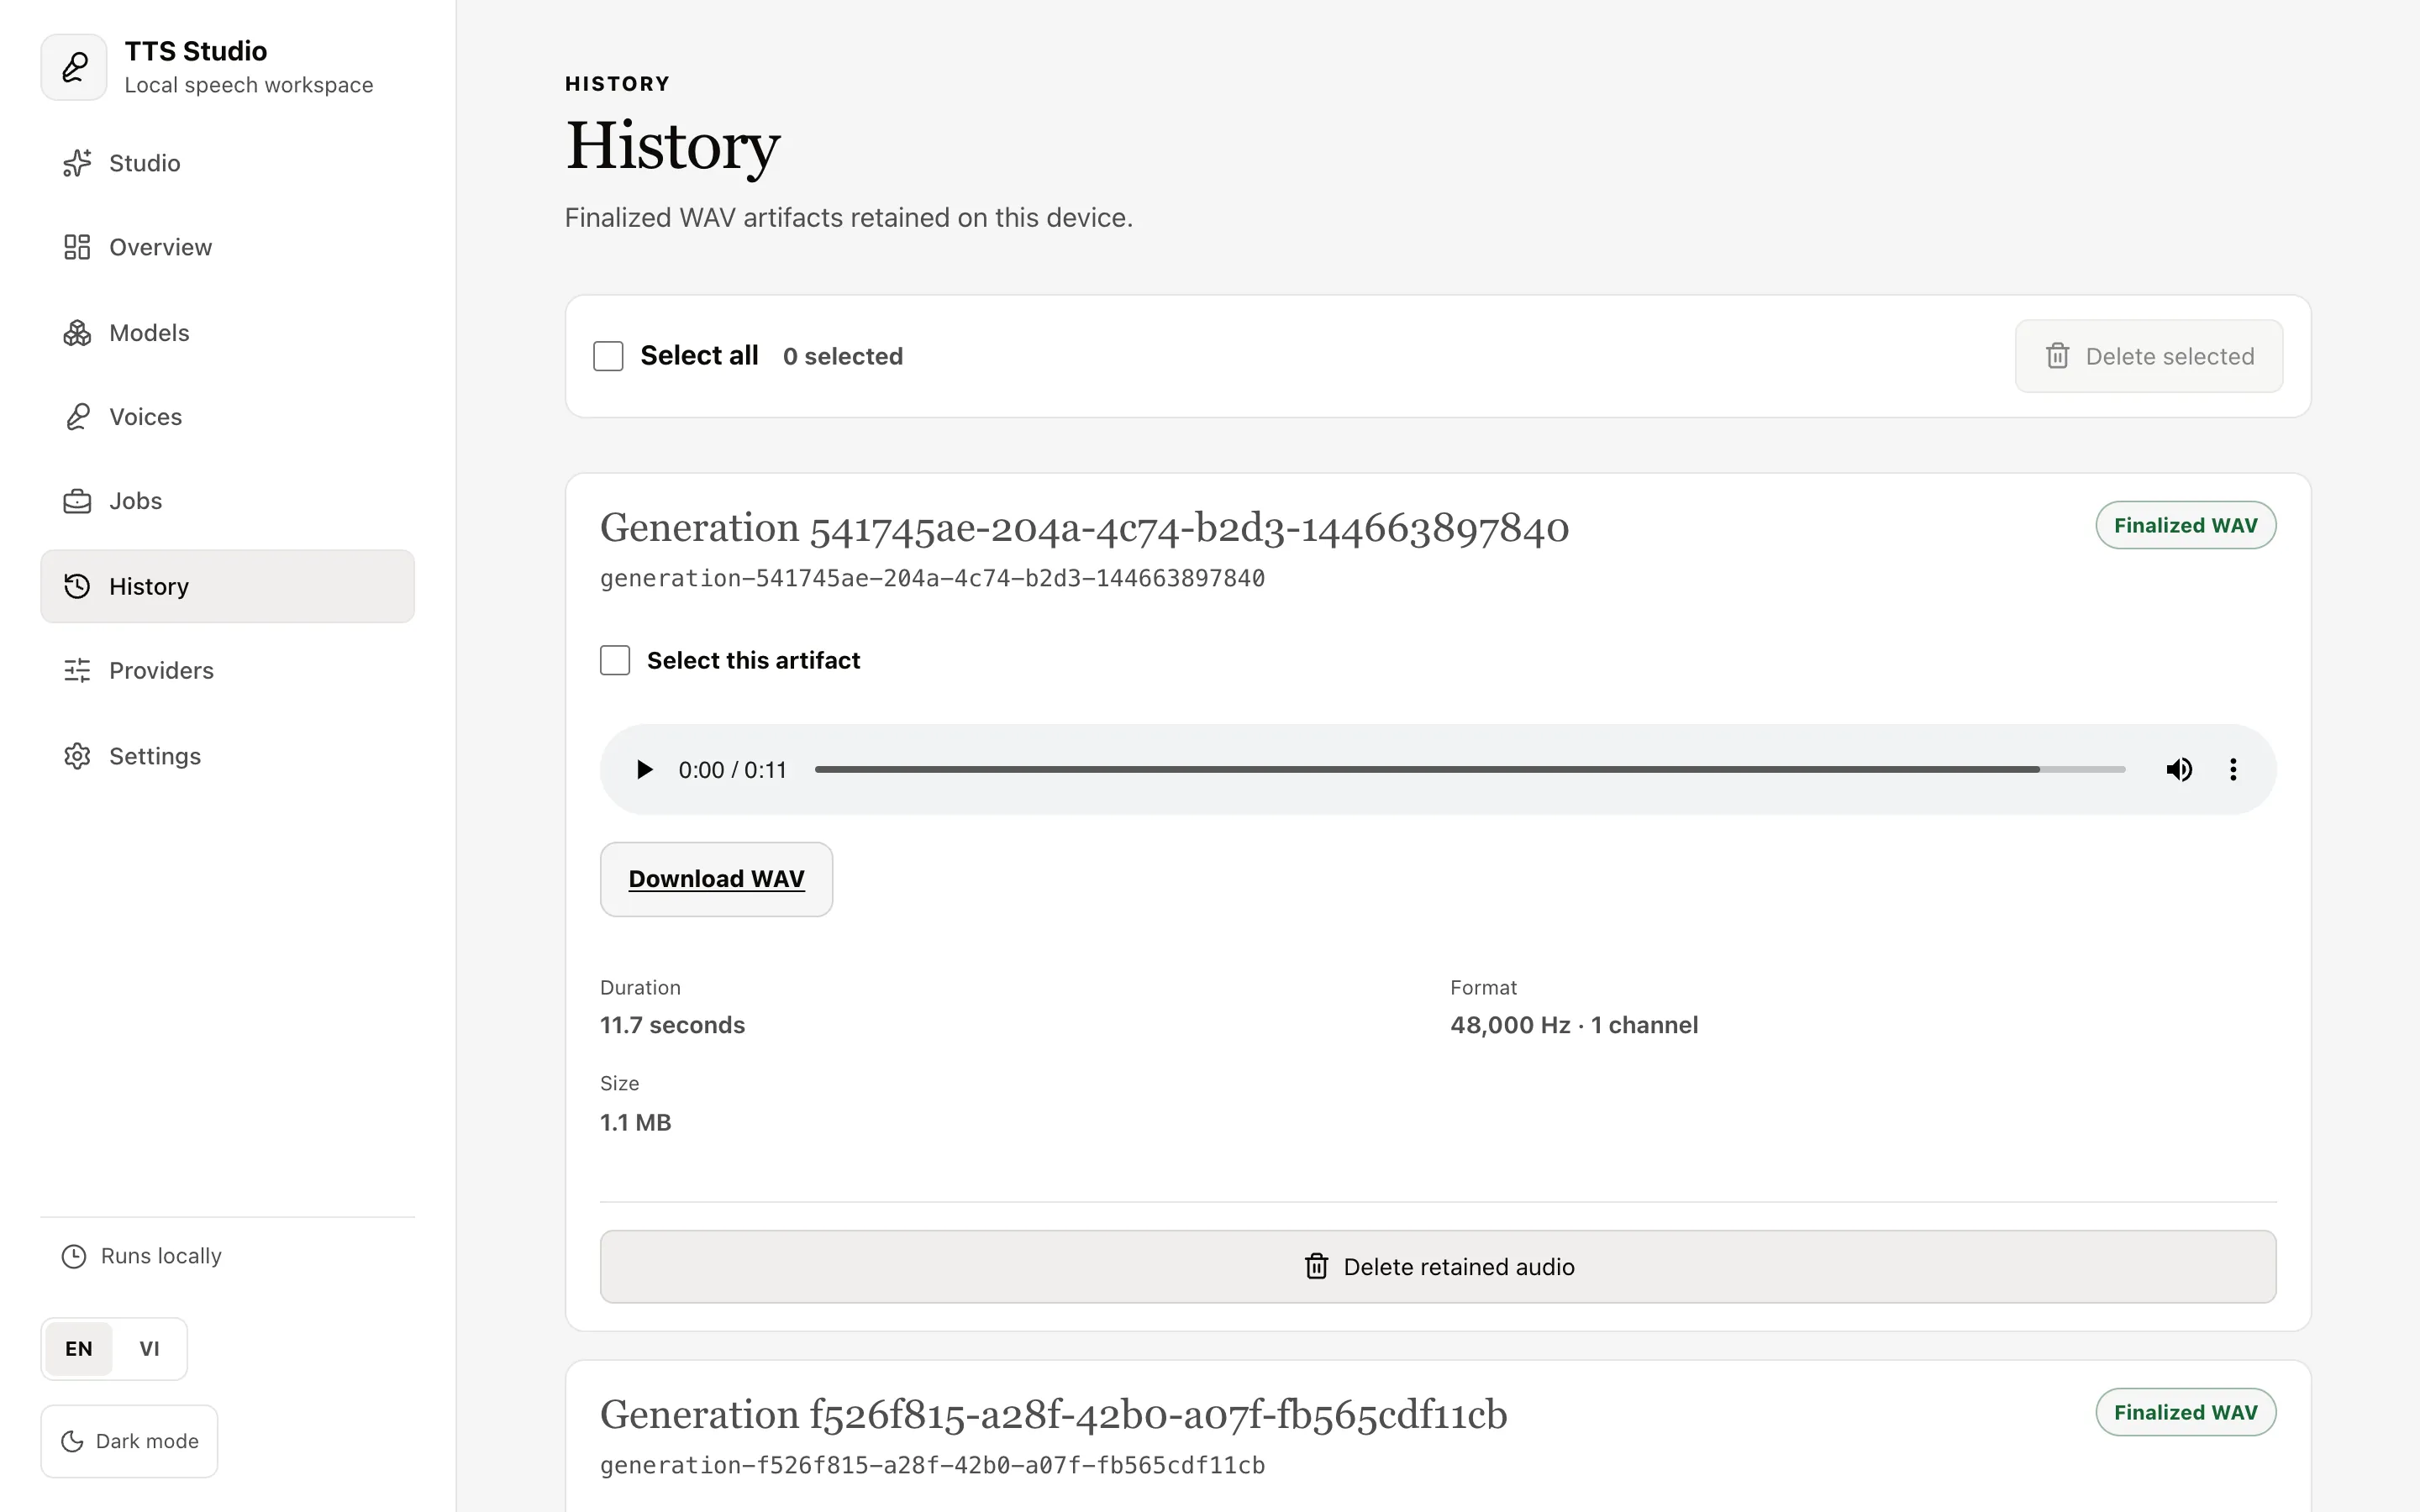 TTS Studio
Local speech workspace
Studio
Overview
Models
Voices
Jobs
History
Providers
Settings
Runs locally
EN VI
Dark mode
HISTORY
History
Finalized WAV artifacts retained on this device.
Select all 0 selected
Delete selected
Generation 541745ae-204a-4c74-b2d3-144663897840
Finalized WAV
generation-541745ae-204a-4c74-b2d3-144663897840
Select this artifact
0:00 / 0:11
Download WAV
Duration
11.7 seconds
Format
48,000 Hz · 1 channel
Size
1.1 MB
Delete retained audio
Generation f526f815-a28f-42b0-a07f-fb565cdf11cb
Finalized WAV
generation-f526f815-a28f-42b0-a07f-fb565cdf11cb